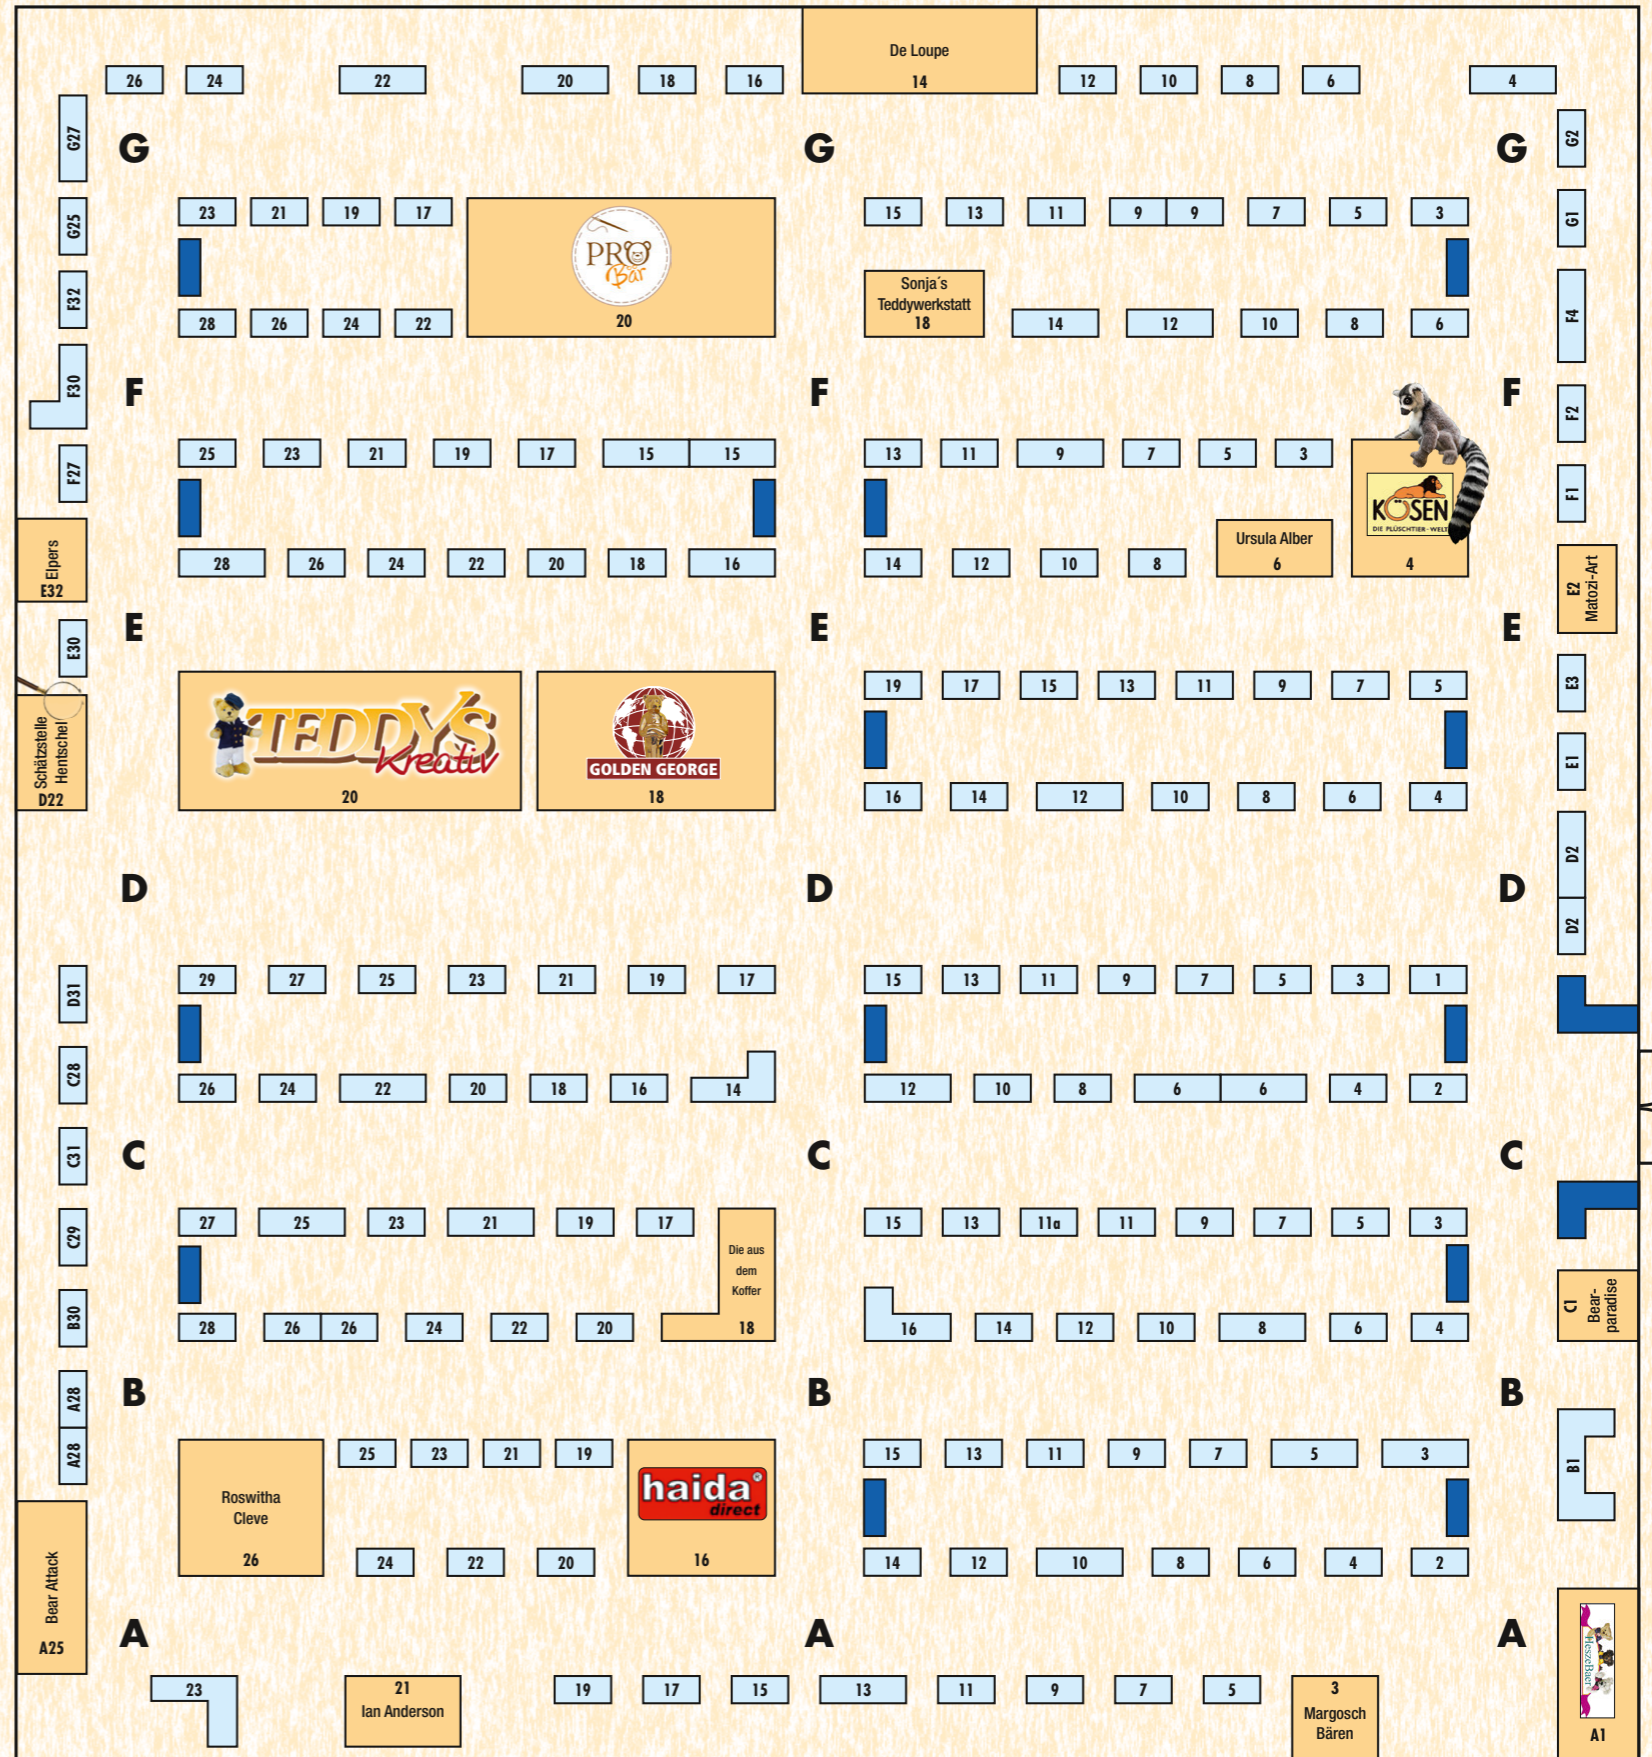 De Loupe
14
26
24
22
20
18
16
12
10
8
6
4
G27
G
G
G
G2
G25
23
21
19
17
PRO
Bär
20
15
13
11
9
9
7
5
3
G1
F32
28
26
24
22
Sonja´s
Teddywerkstatt
18
14
12
10
8
6
F4
F30
F
F
F
F2
F27
25
23
21
19
17
15
15
13
11
9
7
5
3
KÖSEN
DIE PLÜSCHTIER-WELT
4
F1
Elpers
E32
28
26
24
22
20
18
16
14
12
10
8
Ursula Alber
6
E2
Matozi-Art
E30
E
E
E
E3
Schätzstelle
Hentschel
D22
TEDDY'S
Kreativ
20
GOLDEN GEORGE
18
19
17
15
13
11
9
7
5
E1
16
14
12
10
8
6
4
D2
D
D
D
D2
D31
29
27
25
23
21
19
17
15
13
11
9
7
5
3
1
C28
26
24
22
20
18
16
14
12
10
8
6
6
4
2
C31
C
C
C
C29
27
25
23
21
19
17
Die aus
dem
Koffer
18
15
13
11a
11
9
7
5
3
B30
28
26
26
24
22
20
16
14
12
10
8
6
4
C1
Bear-
paradise
A28
B
B
B
A28
Roswitha
Cleve
26
25
23
21
19
haida®
direct
16
15
13
11
9
7
5
3
B1
24
22
20
14
12
10
8
6
4
2
Bear Attack
A25
A
A
A
HeszeBaer
A1
23
21
Ian Anderson
19
17
15
13
11
9
7
5
3
Margosch
Bären